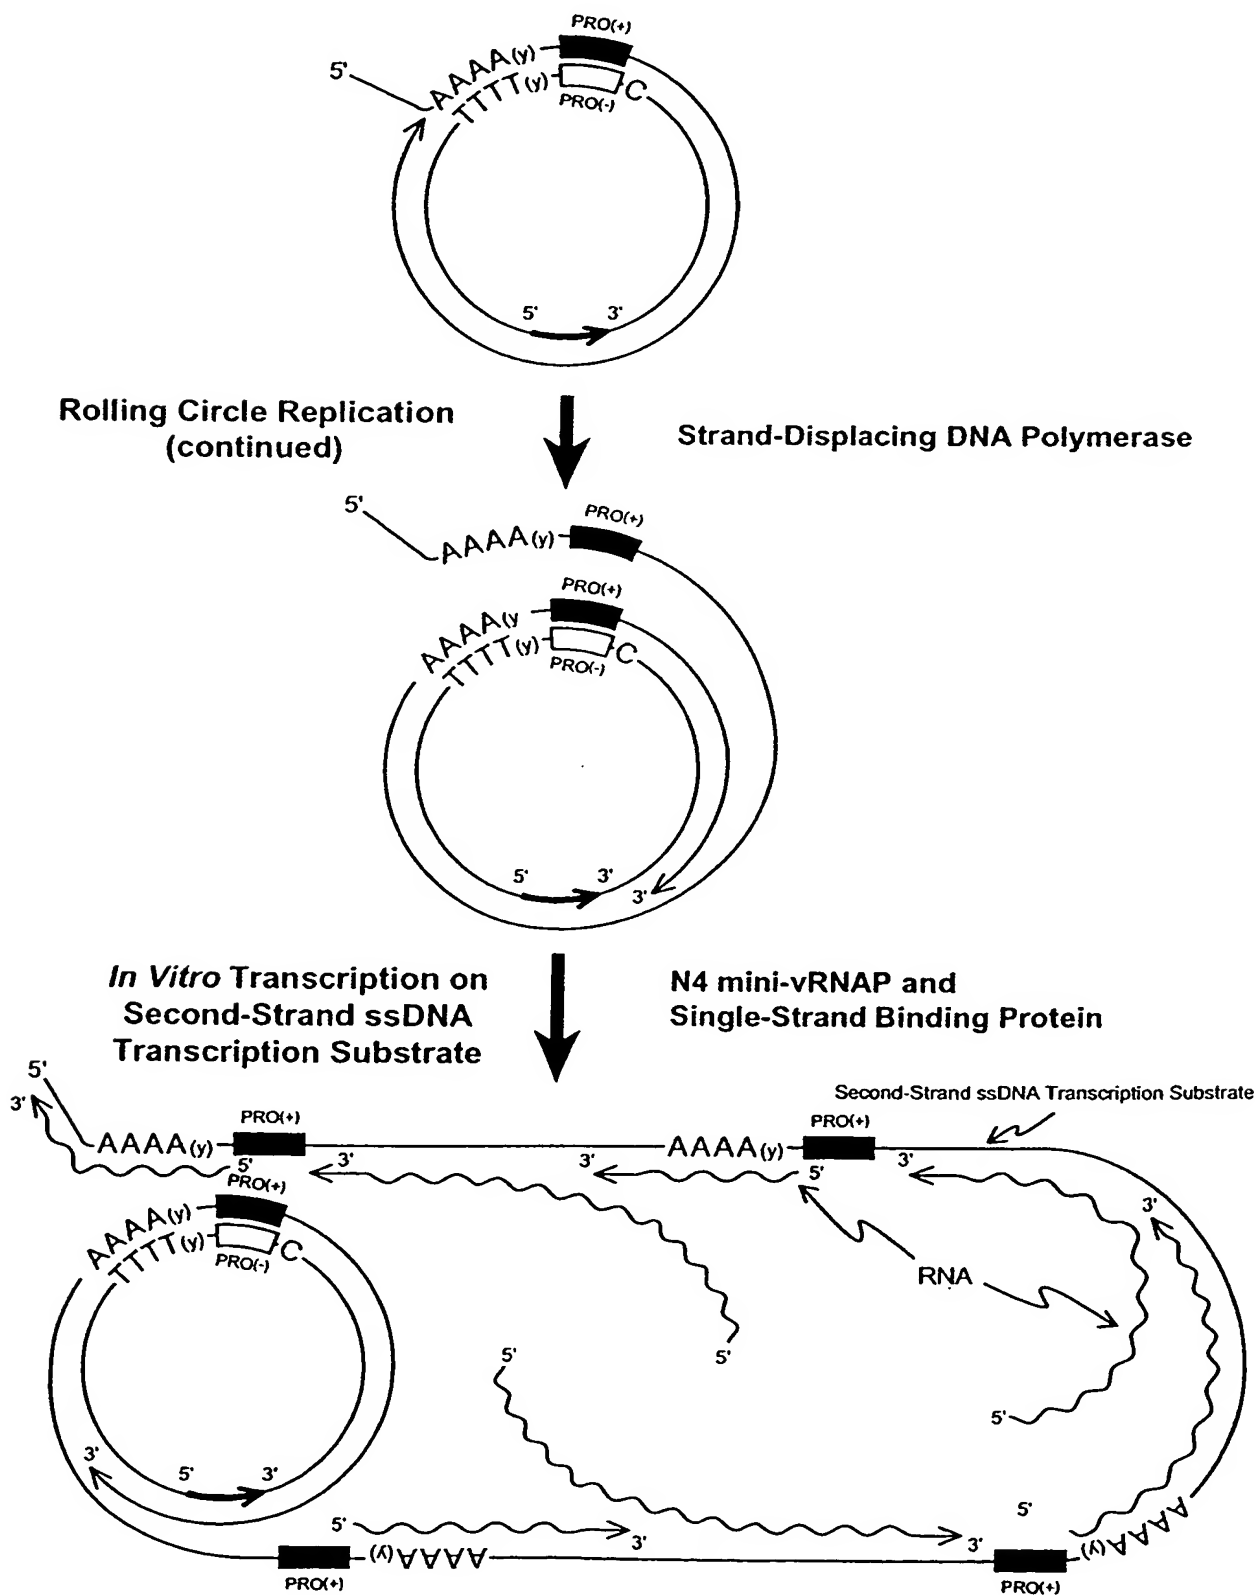 PRO(+)
5'
AAAA(y)
TTTT(y)
C
PRO(-)
5'
3'
Rolling Circle Replication
(continued)
Strand-Displacing DNA Polymerase
5'
PRO(+)
AAAA(y)
PRO(+)
AAAA(y
TTTT(y)
C
PRO(-)
5'
3'
3'
In Vitro Transcription on
Second-Strand ssDNA
Transcription Substrate
N4 mini-vRNAP and
Single-Strand Binding Protein
5'
3'
Second-Strand ssDNA Transcription Substrate
PRO(+)
PRO(+)
AAAA(y)
AAAA(y)
5'
3'
3'
5'
3'
PRO(+)
AAAA(y)
TTTT(y)
C
PRO(-)
3'
RNA
5'
5'
5'
3'
5'
3'
5'
AAAA(y)
5'
3'
3'
AAAA(y)
PRO(+)
PRO(+)